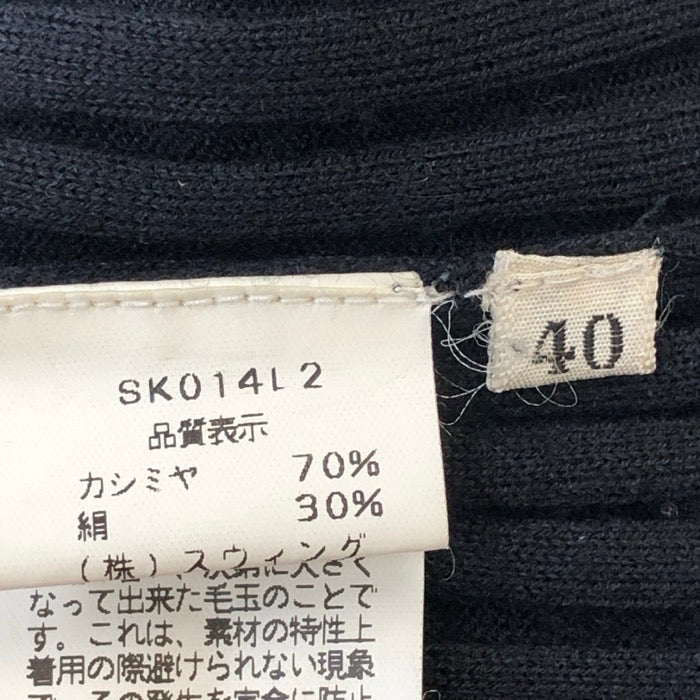 SK014L2
品質表示
カシミヤ 70%
絹 30%
(株)スウィング
なって出来た毛玉のことで
す。これは、素材の特性上
着用の際避けられない現象
40